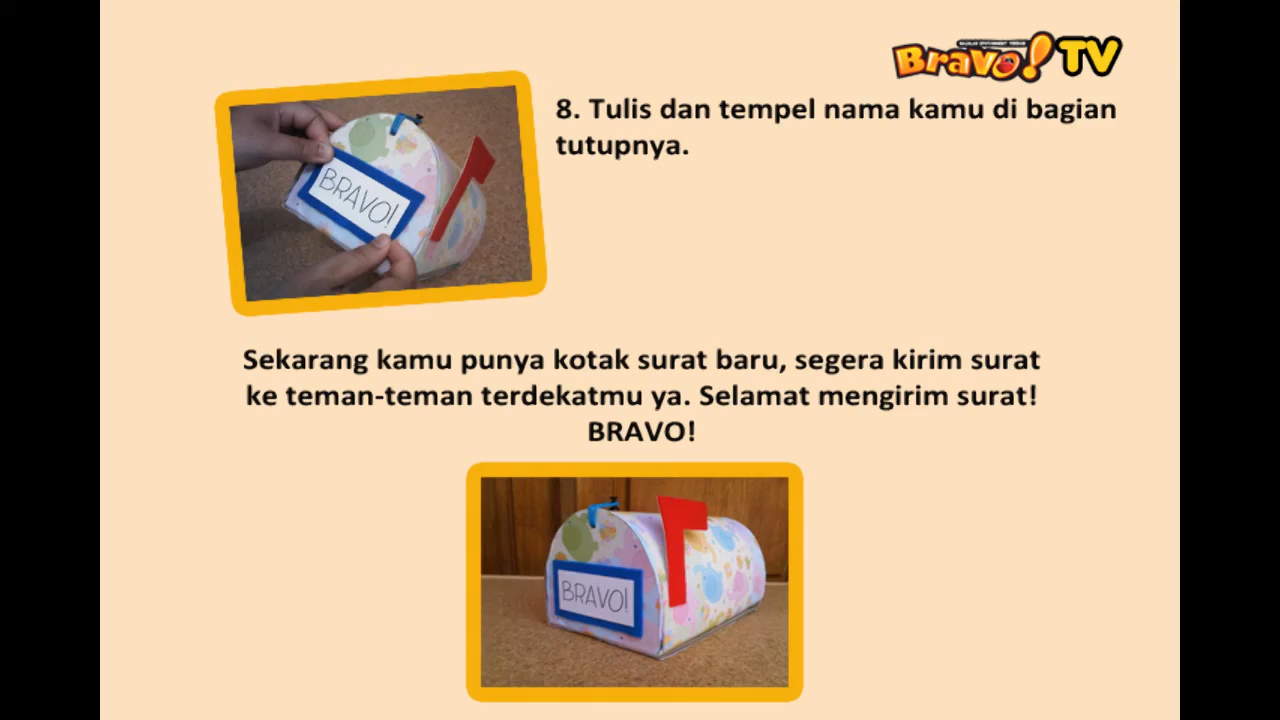 Bravo! TV
8. Tulis dan tempel nama kamu di bagian
tutupnya.
BRAVO!
Sekarang kamu punya kotak surat baru, segera kirim surat
ke teman-teman terdekatmu ya. Selamat mengirim surat!
BRAVO!
BRAVO!